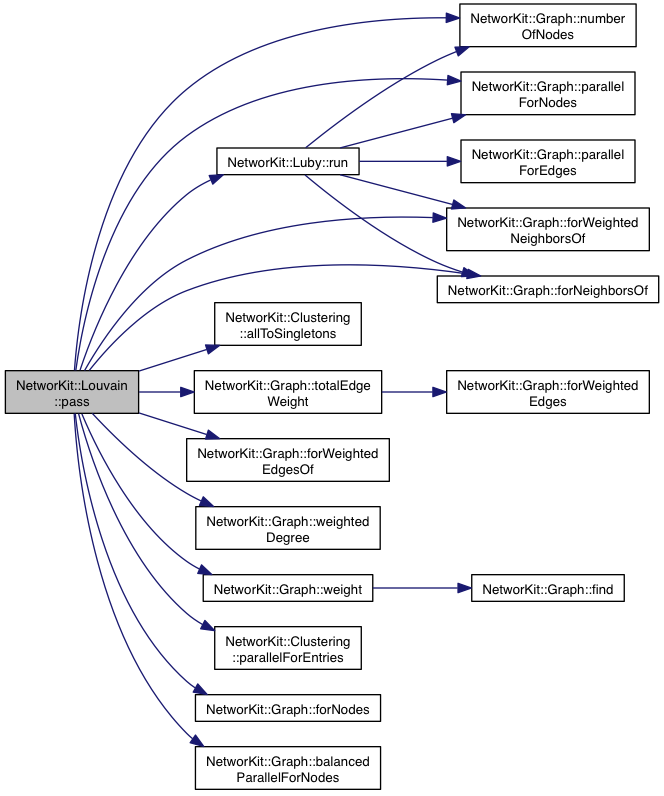 NetworKit::Graph::number
OfNodes
NetworKit::Graph::parallel
ForNodes
NetworKit::Luby::run
NetworKit::Graph::parallel
ForEdges
NetworKit::Graph::forWeighted
NeighborsOf
NetworKit::Graph::forNeighborsOf
NetworKit::Clustering
::allToSingletons
NetworKit::Louvain
::pass
NetworKit::Graph::totalEdge
Weight
NetworKit::Graph::forWeighted
Edges
NetworKit::Graph::forWeighted
EdgesOf
NetworKit::Graph::weighted
Degree
NetworKit::Graph::weight
NetworKit::Graph::find
NetworKit::Clustering
::parallelForEntries
NetworKit::Graph::forNodes
NetworKit::Graph::balanced
ParallelForNodes